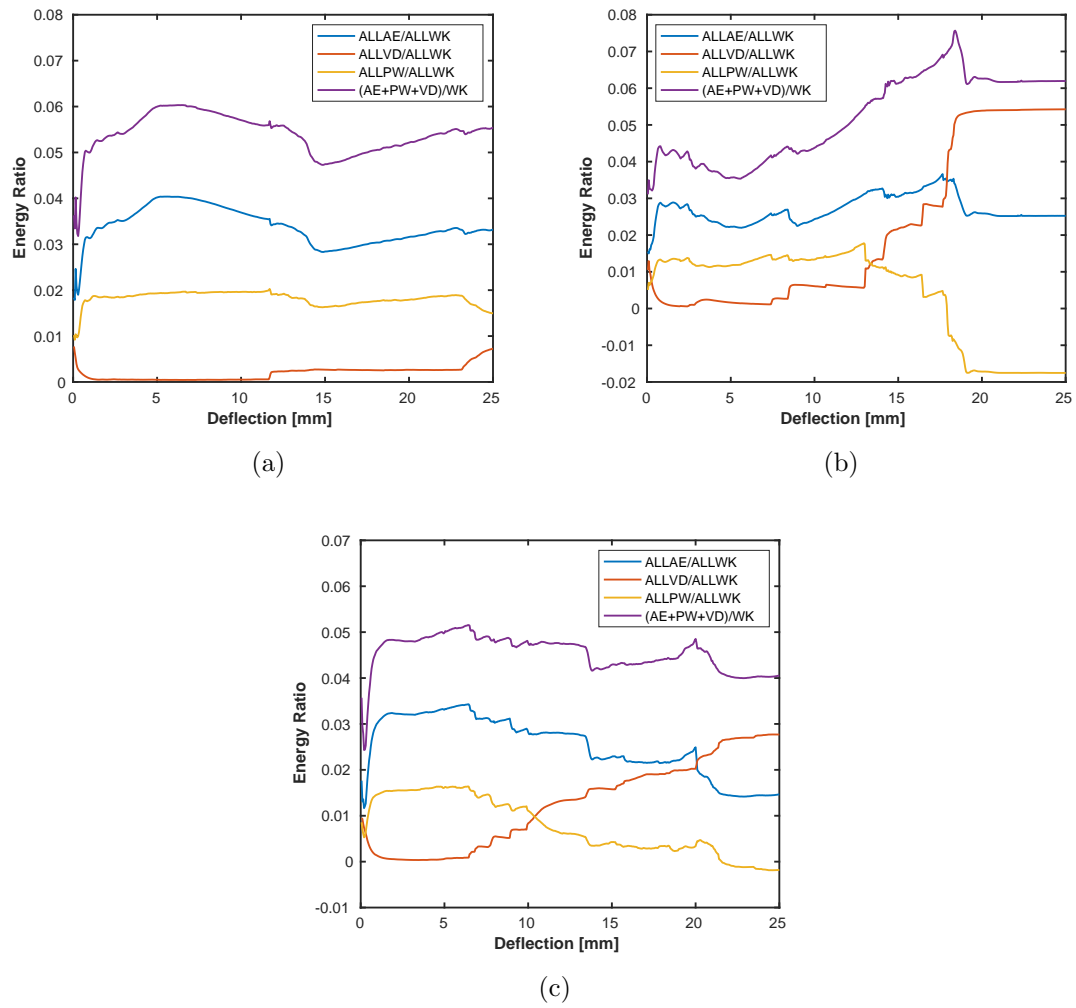 0.08
0.07
0.06
0.05
0.04
0.03
0.02
0.01
0
Energy Ratio
ALLAE/ALLWK
ALLVD/ALLWK
ALLPW/ALLWK
(AE+PW+VD)/WK
0 5 10 15 20 25
Deflection [mm]
(a)
0.08
0.07
0.06
0.05
0.04
0.03
0.02
0.01
0
-0.01
-0.02
Energy Ratio
ALLAE/ALLWK
ALLVD/ALLWK
ALLPW/ALLWK
(AE+PW+VD)/WK
0 5 10 15 20 25
Deflection [mm]
(b)
0.07
0.06
0.05
0.04
0.03
0.02
0.01
0
-0.01
Energy Ratio
ALLAE/ALLWK
ALLVD/ALLWK
ALLPW/ALLWK
(AE+PW+VD)/WK
0 5 10 15 20 25
Deflection [mm]
(c)